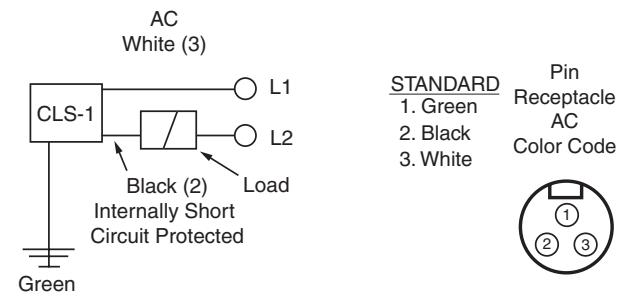 AC
White (3)
L1
CLS-1
L2
Black (2)
Internally Short
Circuit Protected
Load
Green
STANDARD
1. Green
2. Black
3. White
Pin
Receptacle
AC
Color Code
1
2
3